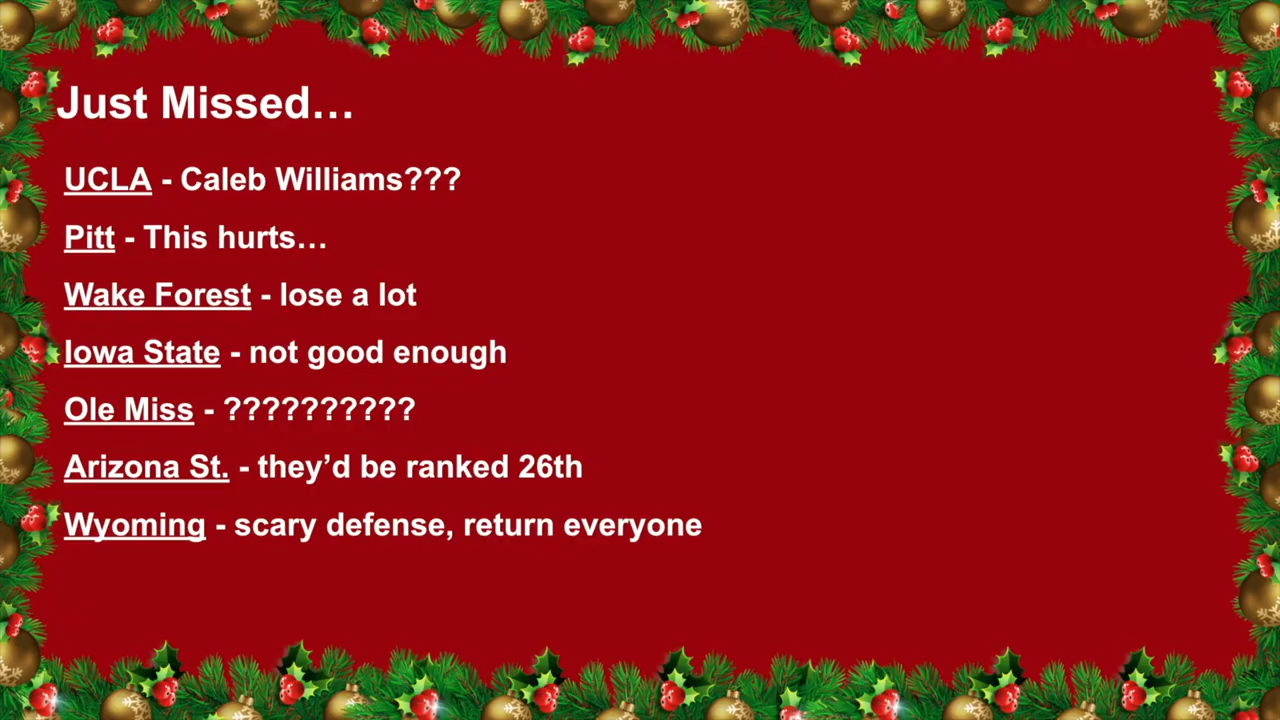 Just Missed…
UCLA - Caleb Williams???
Pitt - This hurts…
Wake Forest - lose a lot
Iowa State - not good enough
Ole Miss - ??????????
Arizona St. - they’d be ranked 26th
Wyoming - scary defense, return everyone